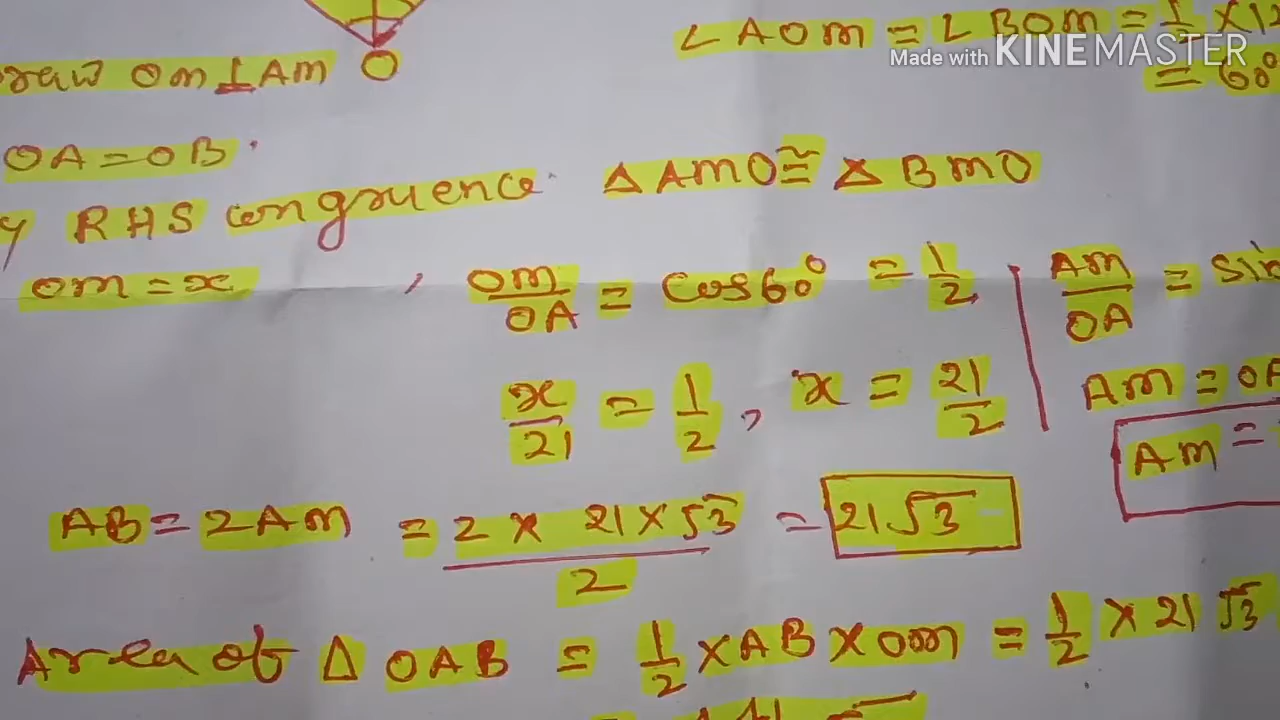 ∠AOM = ∠BOM = 1/2 × 12
Made with KINEMASTER
= 60°
OM ⊥ AM O
OA = OB.
RHS congruence ΔAMO ≅ ΔBMO
OM = x , OM/OA = Cos60° = 1/2 | AM/OA = Sin
x/21 = 1/2 , x = 21/2 AM = OA
AM =
AB = 2AM = 2 × 21 × √3 / 2 = 21√3
Area of Δ OAB = 1/2 × AB × OM = 1/2 × 21 √3